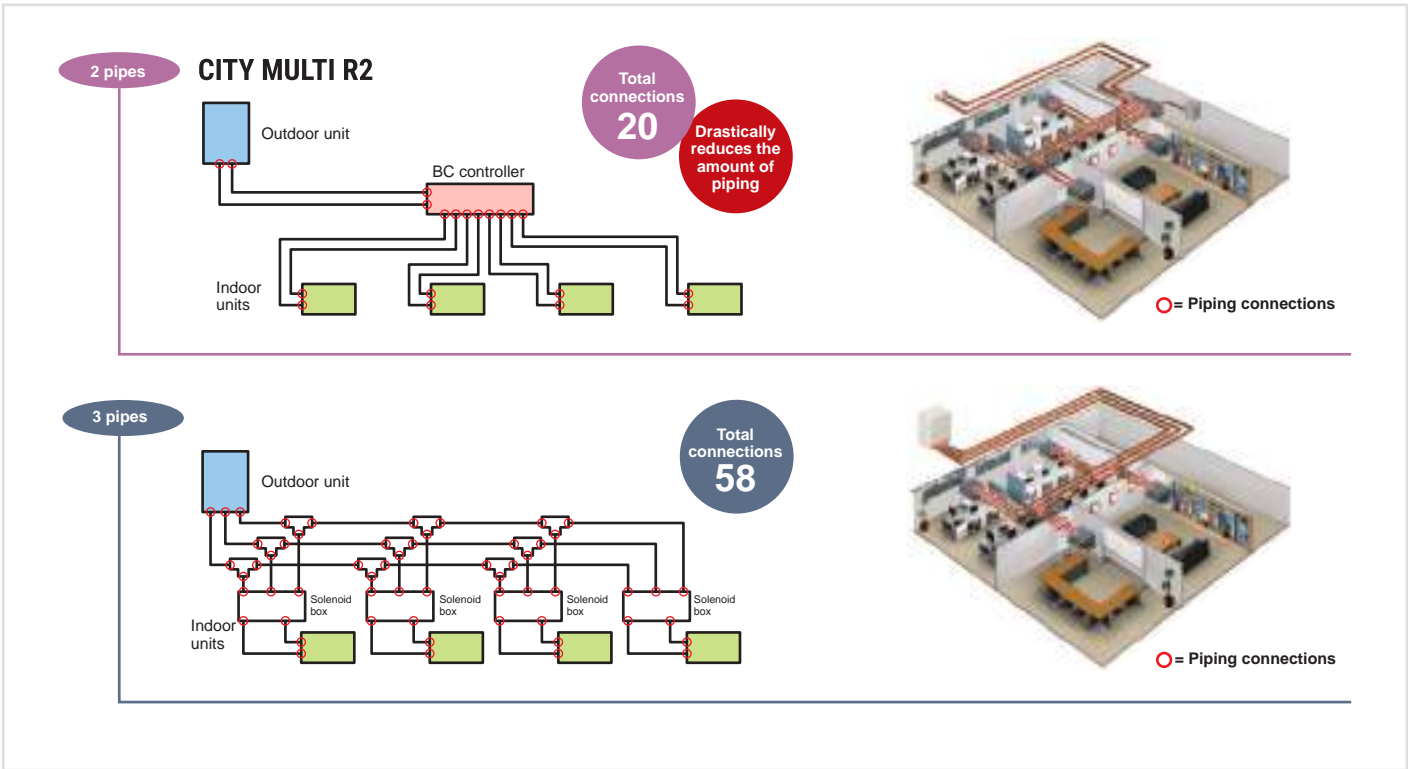 2 pipes
CITY MULTI R2
Outdoor unit
BC controller
Indoor
units
Total
connections
20
Drastically
reduces the
amount of
piping
= Piping connections
3 pipes
Outdoor unit
Solenoid
box
Solenoid
box
Solenoid
box
Solenoid
box
Indoor
units
Total
connections
58
= Piping connections